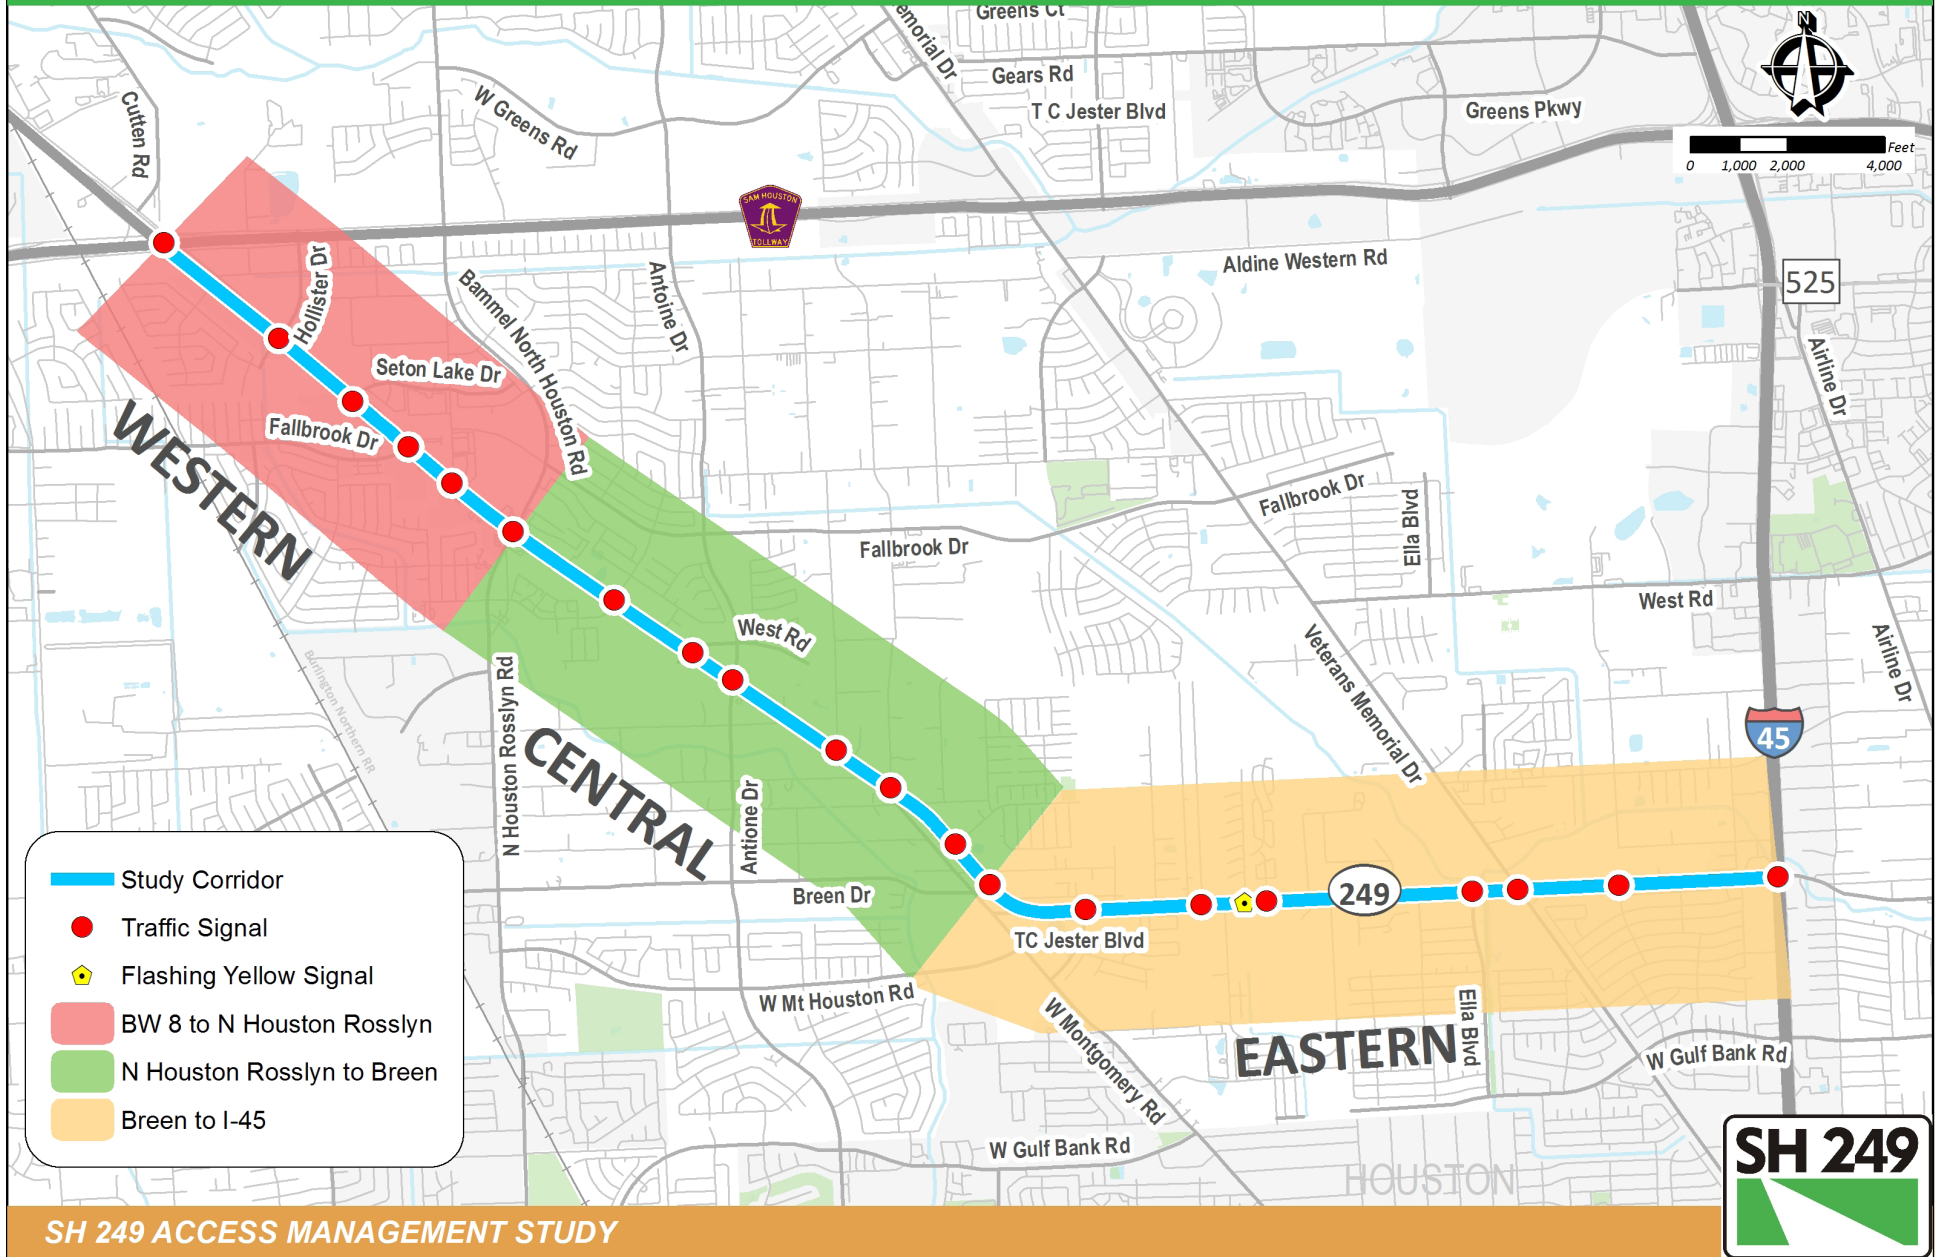 Greens Ct
emorial Dr
Gears Rd
T C Jester Blvd
Greens Pkwy
N
Feet
0 1,000 2,000 4,000
Cutten Rd
W Greens Rd
SAM HOUSTON
TOLLWAY
Hollister Dr
Bammel North Houston Rd
Antoine Dr
Aldine Western Rd
525
Airline Dr
Seton Lake Dr
Fallbrook Dr
WESTERN
Fallbrook Dr
Fallbrook Dr
Ella Blvd
West Rd
West Rd
Veterans Memorial Dr
Airline Dr
Burlington Northern RR
N Houston Rosslyn Rd
CENTRAL
45
Antione Dr
Breen Dr
249
TC Jester Blvd
W Mt Houston Rd
W Montgomery Rd
EASTERN
Ella Blvd
W Gulf Bank Rd
W Gulf Bank Rd
HOUSTON
Study Corridor
Traffic Signal
Flashing Yellow Signal
BW 8 to N Houston Rosslyn
N Houston Rosslyn to Breen
Breen to I-45
SH 249 ACCESS MANAGEMENT STUDY
SH 249